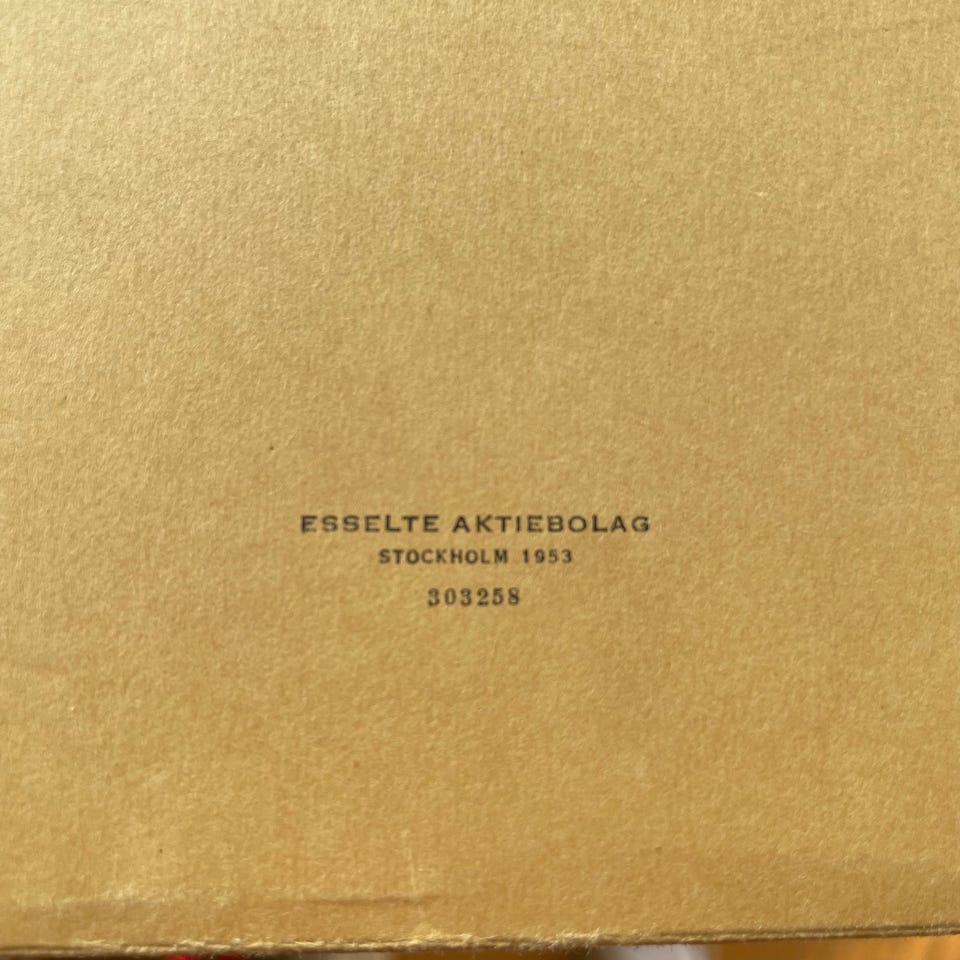 ESSELTE AKTIEBOLAG
STOCKHOLM 1953
303258